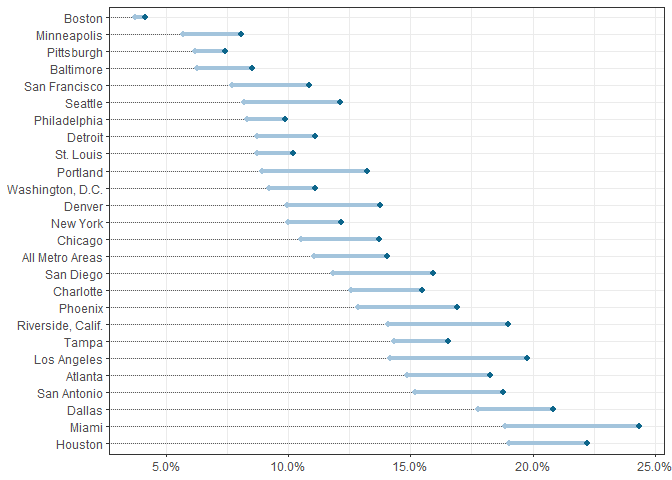 Boston
Minneapolis
Pittsburgh
Baltimore
San Francisco
Seattle
Philadelphia
Detroit
St. Louis
Portland
Washington, D.C.
Denver
New York
Chicago
All Metro Areas
San Diego
Charlotte
Phoenix
Riverside, Calif.
Tampa
Los Angeles
Atlanta
San Antonio
Dallas
Miami
Houston
5.0% 10.0% 15.0% 20.0% 25.0%